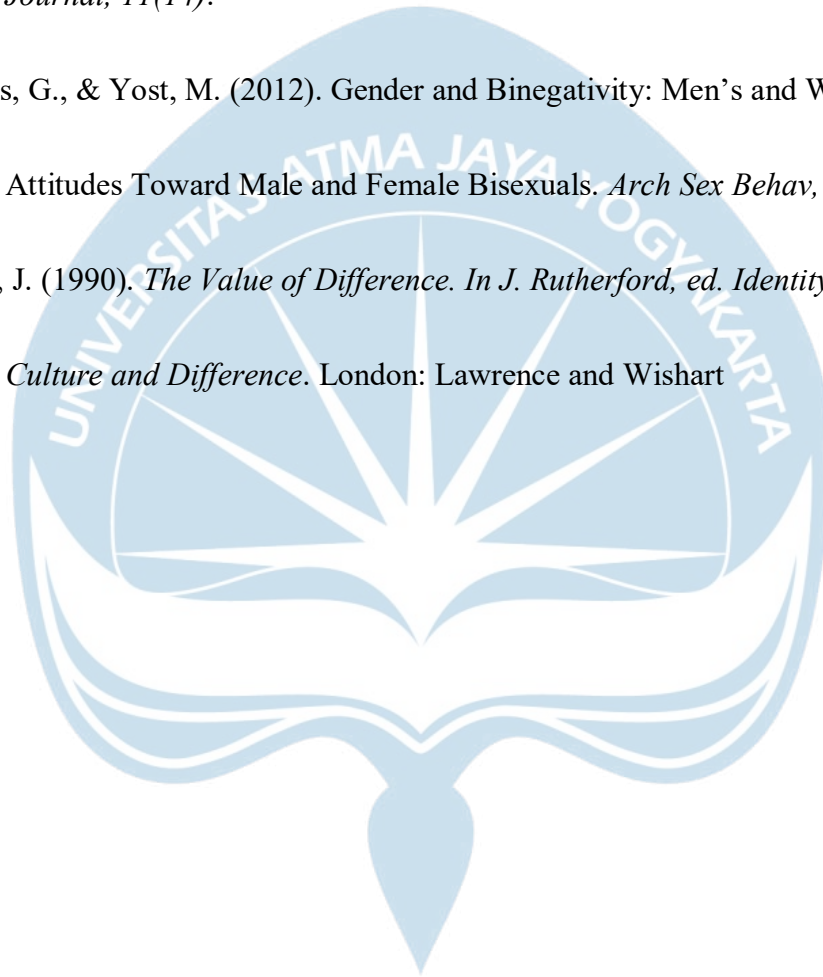 Journal, 11(14).
s, G., & Yost, M. (2012). Gender and Binegativity: Men’s and W
Attitudes Toward Male and Female Bisexuals. Arch Sex Behav,
, J. (1990). The Value of Difference. In J. Rutherford, ed. Identity
Culture and Difference. London: Lawrence and Wishart
UNIVERSITAS ATMA JAYA YOGYAKARTA